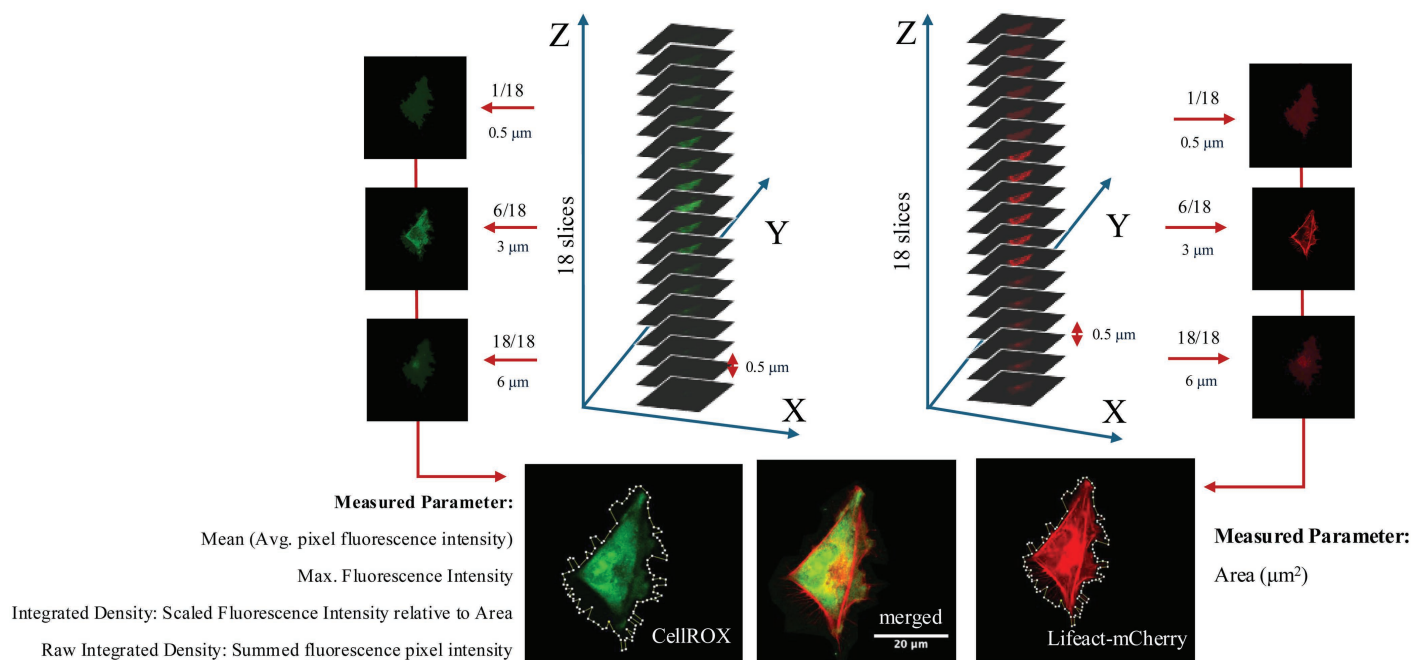 Z
1/18
0.5 μm
6/18
3 μm
18/18
6 μm
18 slices
Y
0.5 μm
X
Z
1/18
0.5 μm
6/18
3 μm
18/18
6 μm
18 slices
Y
0.5 μm
X
Measured Parameter:
Mean (Avg. pixel fluorescence intensity)
Max. Fluorescence Intensity
Integrated Density: Scaled Fluorescence Intensity relative to Area
Raw Integrated Density: Summed fluorescence pixel intensity
CellROX
merged
20 μm
Lifeact-mCherry
Measured Parameter:
Area (μm²)